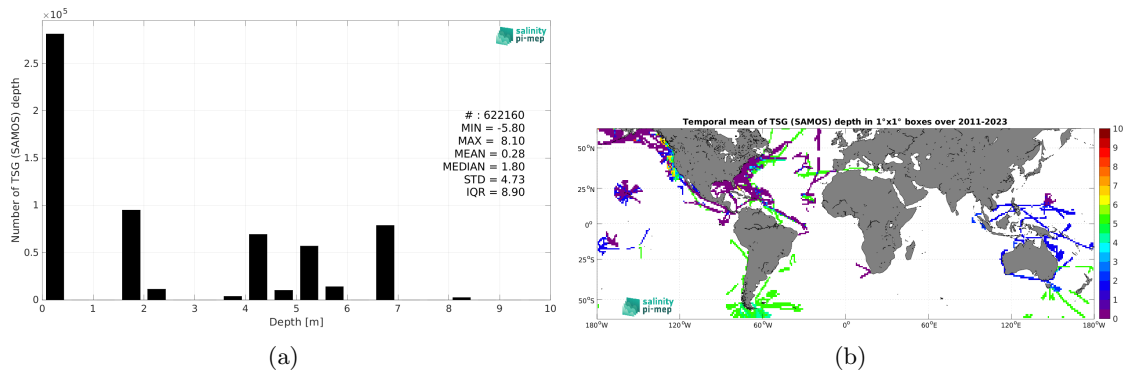 ×10⁵
Number of TSG (SAMOS) depth
2.5
2
1.5
1
0.5
0
0 1 2 3 4 5 6 7 8 9 10
Depth [m]
salinity
pi-mep
# : 622160
MIN = -5.80
MAX = 8.10
MEAN = 0.28
MEDIAN = 1.80
STD = 4.73
IQR = 8.90
(a)
Temporal mean of TSG (SAMOS) depth in 1°x1° boxes over 2011-2023
50°N
25°N
0°
25°S
50°S
180°W 120°W 60°W 0° 60°E 120°E 180°E
salinity
pi-mep
10
9
8
7
6
5
4
3
2
1
0
(b)